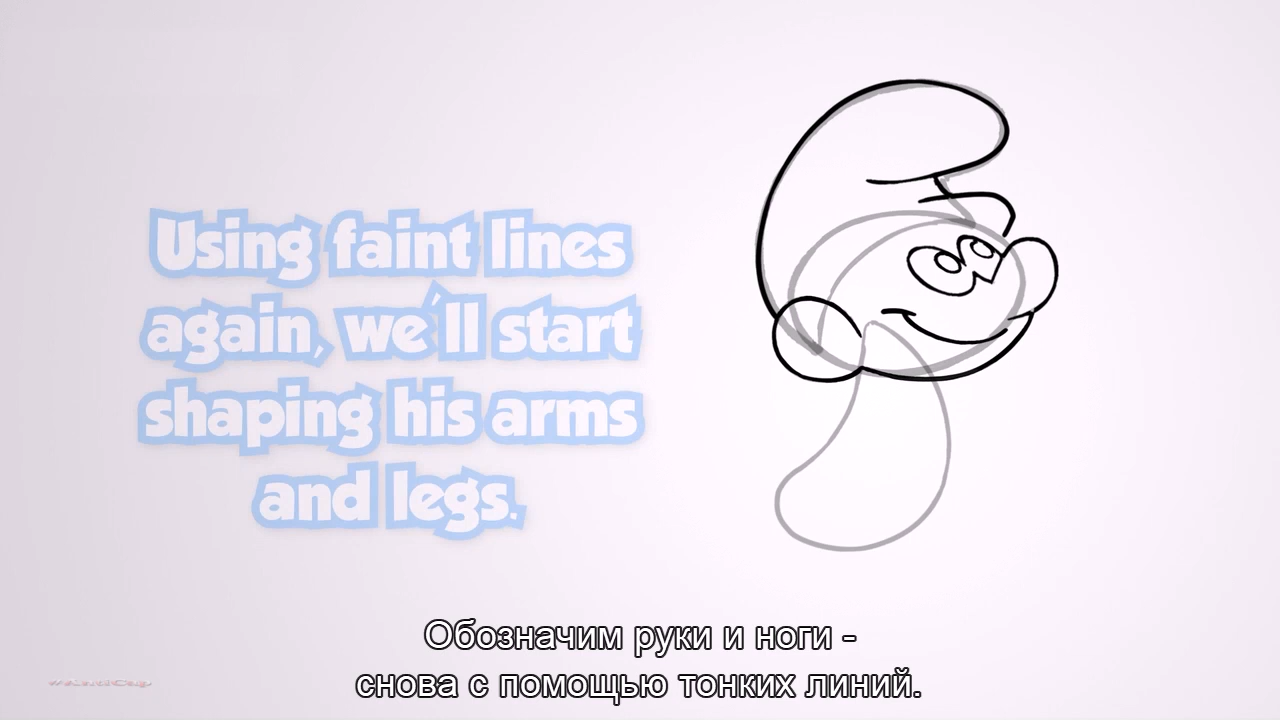 Using faint lines
again, we'll start
shaping his arms
and legs.
Обозначим руки и ноги -
снова с помощью тонких линий.